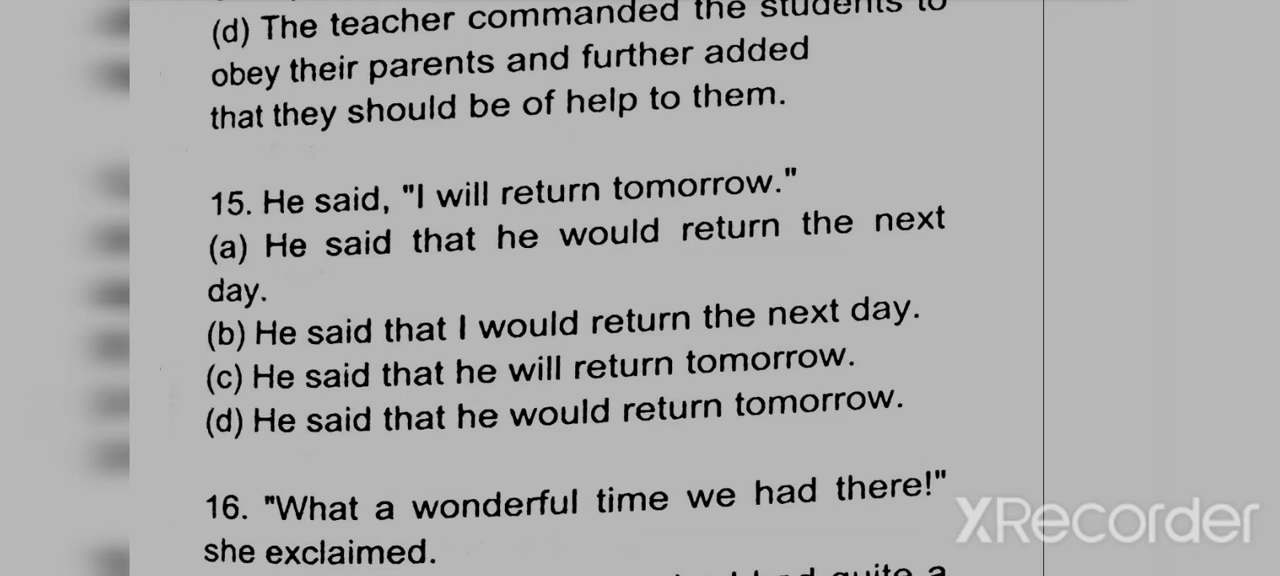 (d) The teacher commanded the students to
obey their parents and further added
that they should be of help to them.
15. He said, "I will return tomorrow."
(a) He said that he would return the next
day.
(b) He said that I would return the next day.
(c) He said that he will return tomorrow.
(d) He said that he would return tomorrow.
16. "What a wonderful time we had there!"
she exclaimed.
quite a
XRecorder